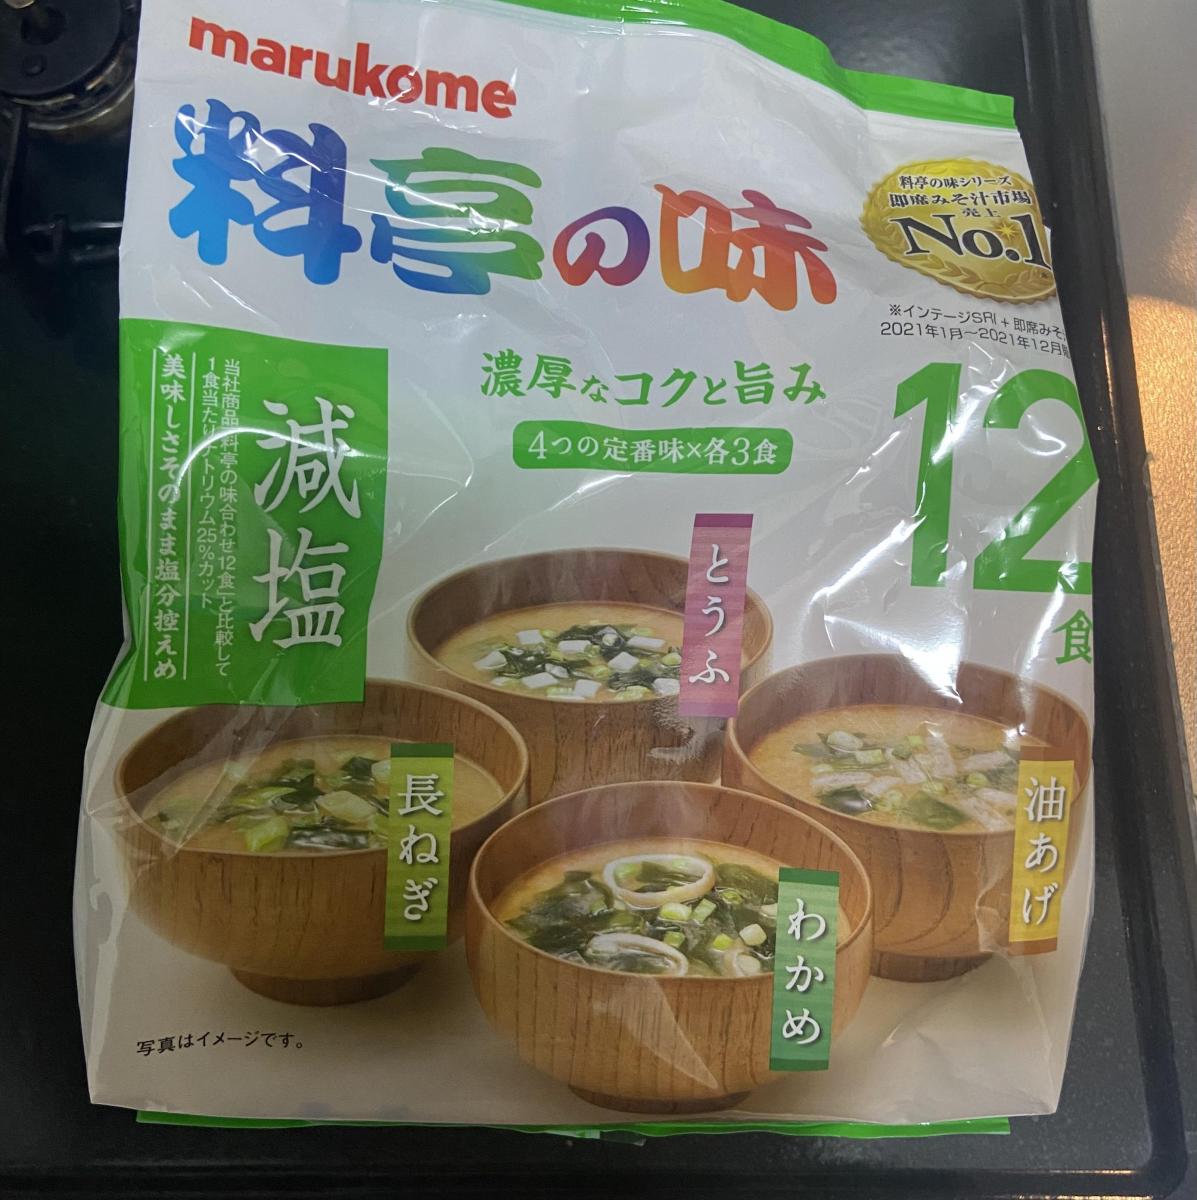 marukome
料亭の味
料亭の味シリーズ
即席みそ汁市場
売上
No.1
※インテージSRI+即席みそ
2021年1月〜2021年12月
濃厚なコクと旨み
4つの定番味×各3食
12
食
減塩
当社商品「料亭の味合わせ12食」と比較して
1食当たりナトリウム25%カット
美味しさそのまま塩分控えめ
とうふ
長ねぎ
油あげ
わかめ
写真はイメージです。